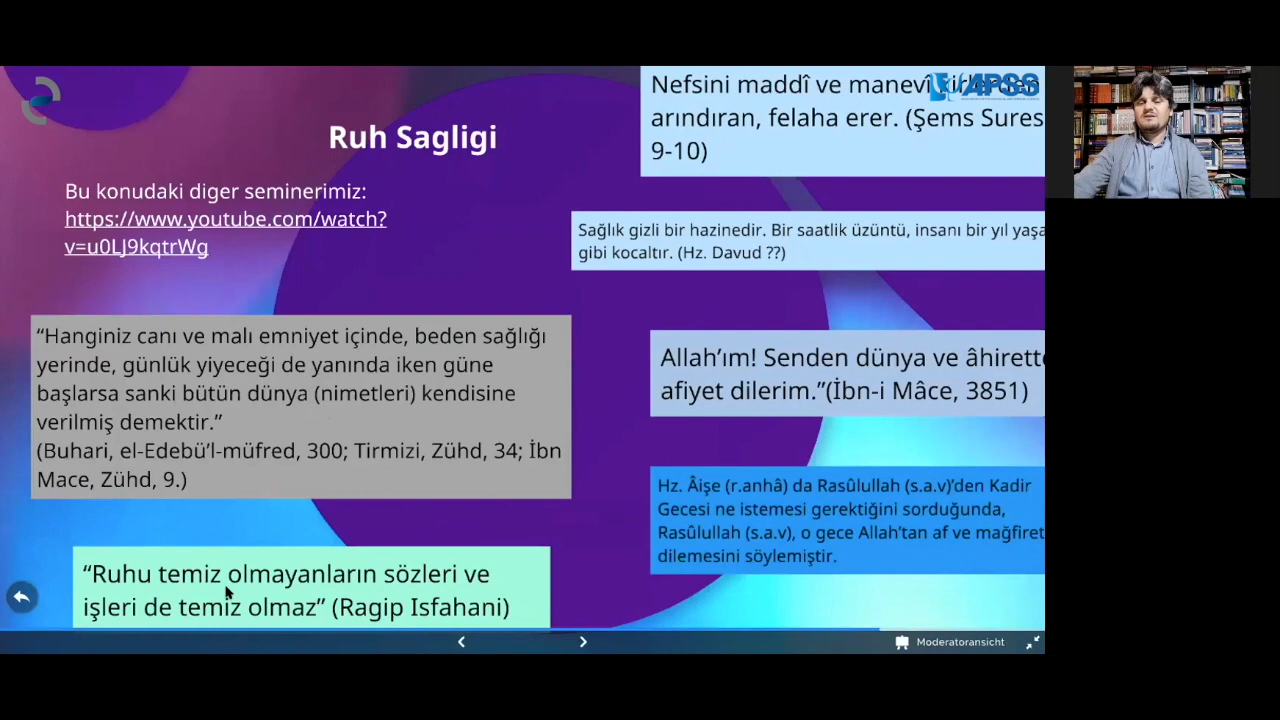 Ruh Sagligi
Bu konudaki diger seminerimiz:
https://www.youtube.com/watch?
v=u0LJ9kqtrWg
“Hanginiz canı ve malı emniyet içinde, beden sağlığı
yerinde, günlük yiyeceği de yanında iken güne
başlarsa sanki bütün dünya (nimetleri) kendisine
verilmiş demektir.”
(Buhari, el-Edebü’l-müfred, 300; Tirmizi, Zühd, 34; İbn
Mace, Zühd, 9.)
“Ruhu temiz olmayanların sözleri ve
işleri de temiz olmaz” (Ragip Isfahani)
Nefsini maddî ve manevî
APSS
arındıran, felaha erer. (Şems Sures
9-10)
Sağlık gizli bir hazinedir. Bir saatlik üzüntü, insanı bir yıl yaşa
gibi kocaltır. (Hz. Davud ??)
Allah’ım! Senden dünya ve âhirette
afiyet dilerim.”(İbn-i Mâce, 3851)
Hz. Âişe (r.anhâ) da Rasûlullah (s.a.v)’den Kadir
Gecesi ne istemesi gerektiğini sorduğunda,
Rasûlullah (s.a.v), o gece Allah’tan af ve mağfiret
dilemesini söylemiştir.
Moderatoransicht